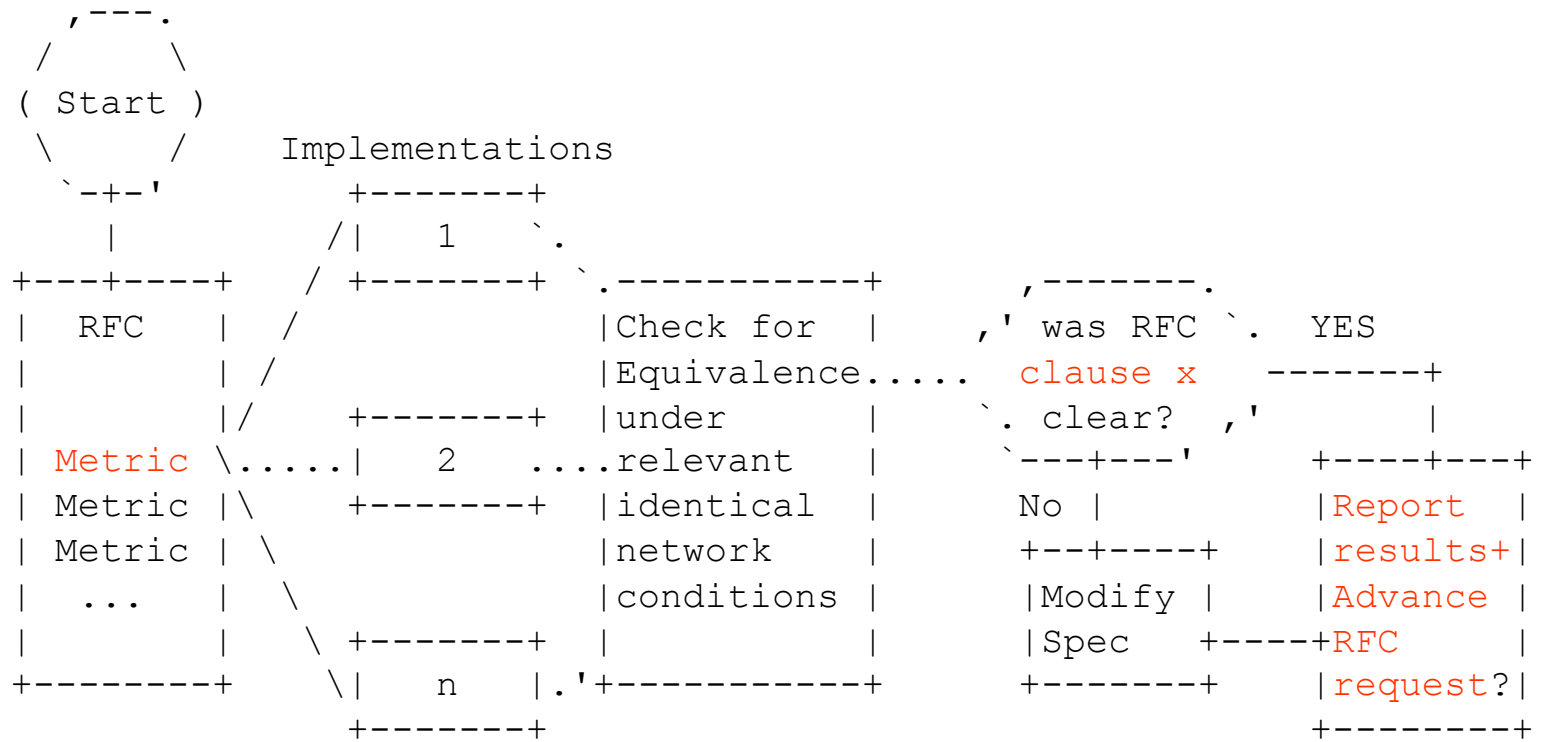 ,---.
  /     \
 ( Start )
  \     /    Implementations
   `-+-'        +-------+
     |         /|   1   `.
 +---+----+   / +-------+ `.-----------+       ,-------.
 |  RFC   |  /             |Check for  |     ,' was RFC `.  YES
 |        | /              |Equivalence.....  clause x   -------+
 |        |/    +-------+  |under      |     `. clear?  ,'       |
 | Metric \.....|   2   ....relevant   |       `---+---'     +----+---+
 | Metric |\    +-------+  |identical  |       No |          |Report  |
 | Metric | \              |network    |       +--+----+     |results+|
 |  ...   |  \             |conditions |       |Modify |     |Advance |
 |        |   \ +-------+  |           |       |Spec   +----+RFC     |
 +--------+    \|   n   |.'+-----------+       +-------+     |request?|
                +-------+                                    +--------+